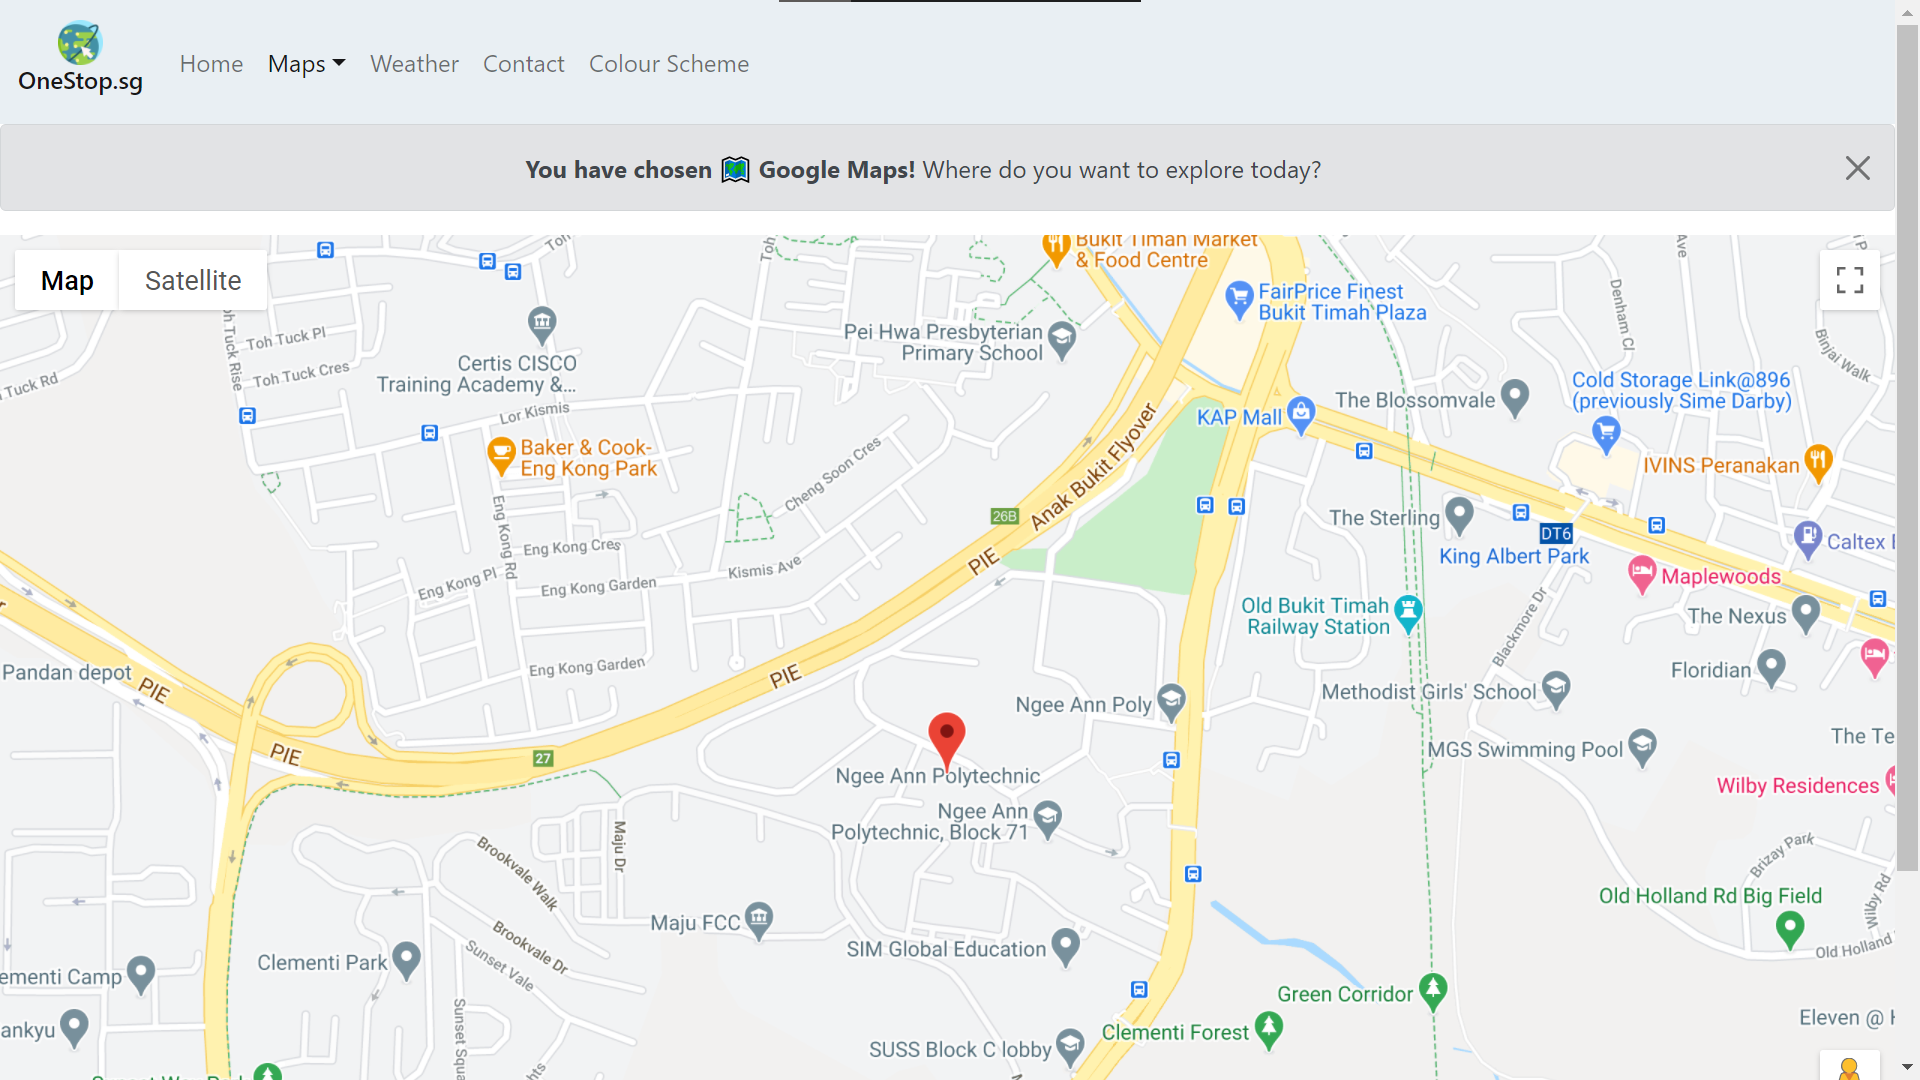 OneStop.sg
Home
Maps
Weather
Contact
Colour Scheme
You have chosen Google Maps! Where do you want to explore today?
Map
Satellite
Toh
Toh
Bukit Timah Market
& Food Centre
FairPrice Finest
Bukit Timah Plaza
Ave
Denham Cl
Binjai Walk
Toh Tuck Rise
Toh Tuck Pl
Toh Tuck Cres
Tuck Rd
Certis CISCO
Training Academy &...
Pei Hwa Presbyterian
Primary School
Lor Kismis
The Blossomvale
Cold Storage Link@896
(previously Sime Darby)
KAP Mall
Baker & Cook-
Eng Kong Park
Cheng Soon Cres
Anak Bukit Flyover
IVINS Peranakan
26B
The Sterling
DT6
King Albert Park
Caltex
Eng Kong Rd
Eng Kong Cres
Eng Kong Pl
Eng Kong Garden
Kismis Ave
PIE
Maplewoods
Old Bukit Timah
Railway Station
Blackmore Dr
The Nexus
Eng Kong Garden
Pandan depot
PIE
PIE
Floridian
Methodist Girls' School
Ngee Ann Poly
PIE
27
MGS Swimming Pool
The Te
Ngee Ann Polytechnic
Wilby Residences
Ngee Ann
Polytechnic, Block 71
Maju Dr
Brookvale Walk
Brizay Park
Wilby Rd
Old Holland Rd Big Field
Maju FCC
Brookvale Dr
Sunset Vale
SIM Global Education
Old Holland
Clementi Park
ementi Camp
Green Corridor
Eleven @
ankyu
Clementi Forest
Sunset Squa
SUSS Block C lobby